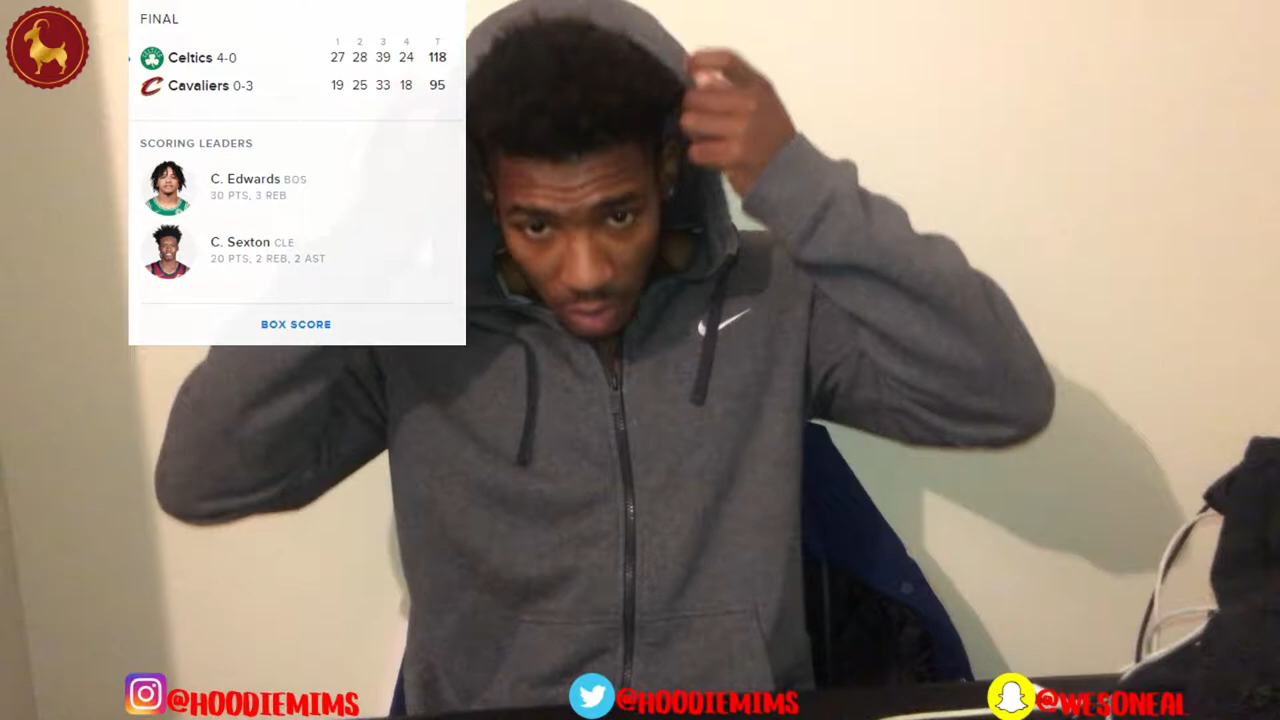 FINAL
1 2 3 4 T
Celtics 4-0 27 28 39 24 118
Cavaliers 0-3 19 25 33 18 95
SCORING LEADERS
C. Edwards BOS
30 PTS, 3 REB
C. Sexton CLE
20 PTS, 2 REB, 2 AST
BOX SCORE
@HOODIEMIMS @HOODIEMIMS @WESONEAL